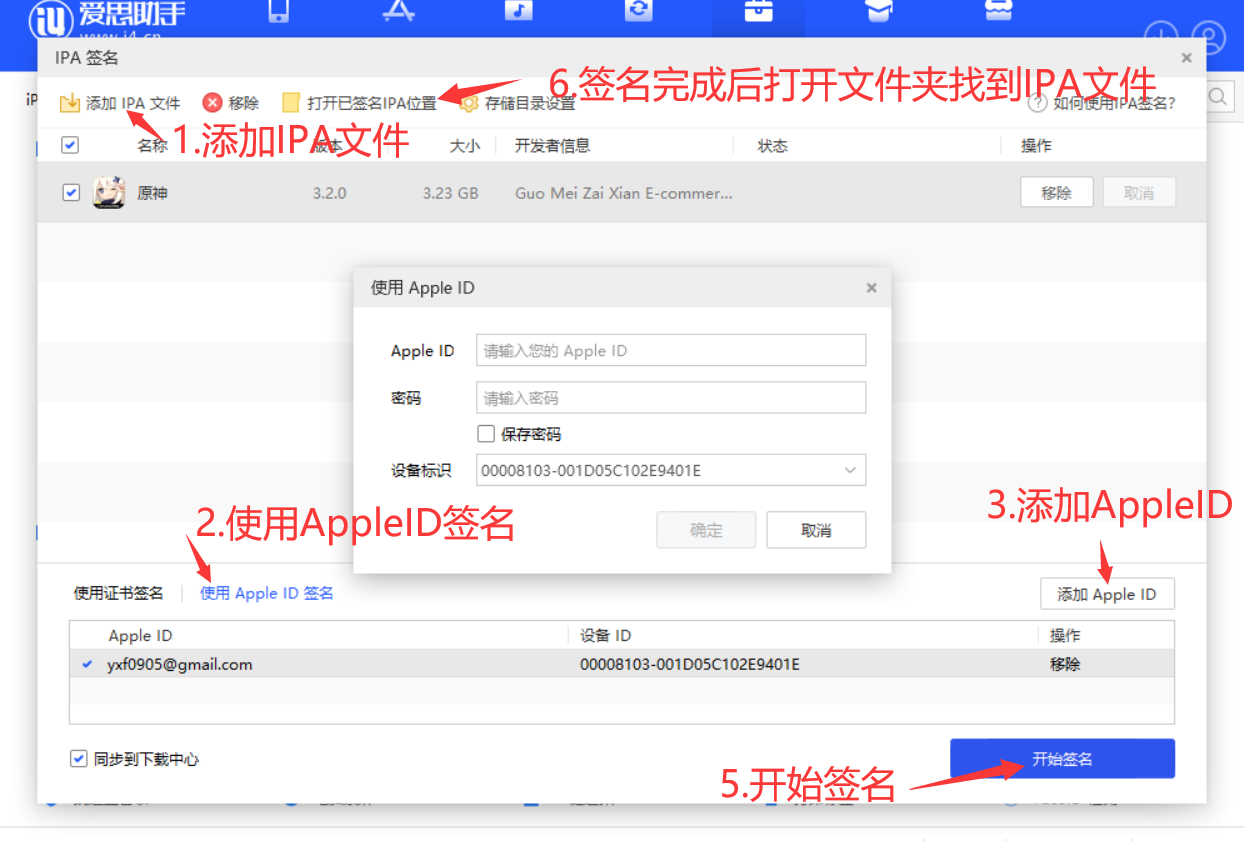 爱思助手
www.i4.cn
IPA 签名
6.签名完成后打开文件夹找到IPA文件
添加 IPA 文件 移除 打开已签名IPA位置 存储目录设置 如何使用IPA签名?
1.添加IPA文件
名称 版本 大小 开发者信息 状态 操作
原神 3.2.0 3.23 GB Guo Mei Zai Xian E-commer... 移除 取消
使用 Apple ID
Apple ID 请输入您的 Apple ID
密码 请输入密码
保存密码
设备标识 00008103-001D05C102E9401E
确定 取消
2.使用AppleID签名
3.添加AppleID
使用证书签名 使用 Apple ID 签名 添加 Apple ID
Apple ID 设备 ID 操作
yxf0905@gmail.com 00008103-001D05C102E9401E 移除
同步到下载中心 开始签名
5.开始签名